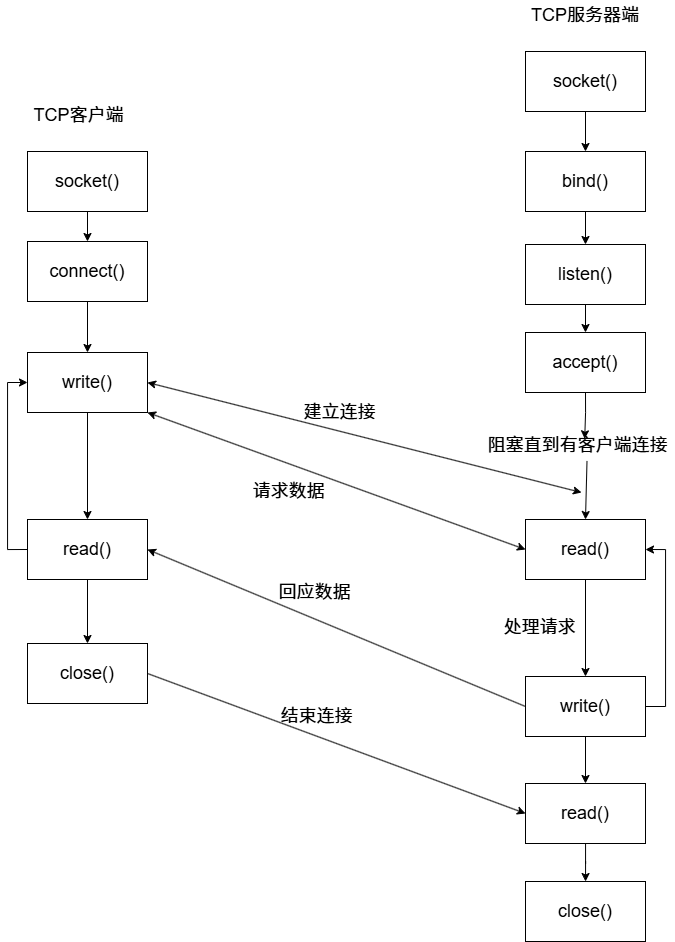 TCP服务器端
socket()
TCP客户端
socket()
bind()
connect()
listen()
accept()
write()
建立连接
阻塞直到有客户端连接
请求数据
read()
read()
回应数据
处理请求
close()
write()
结束连接
read()
close()